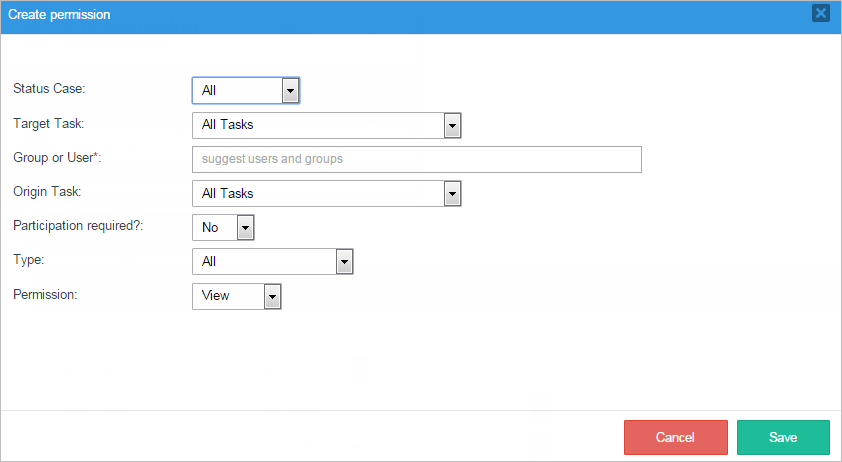 Create permission
Status Case: All
Target Task: All Tasks
Group or User*: suggest users and groups
Origin Task: All Tasks
Participation required?: No
Type: All
Permission: View
Cancel Save